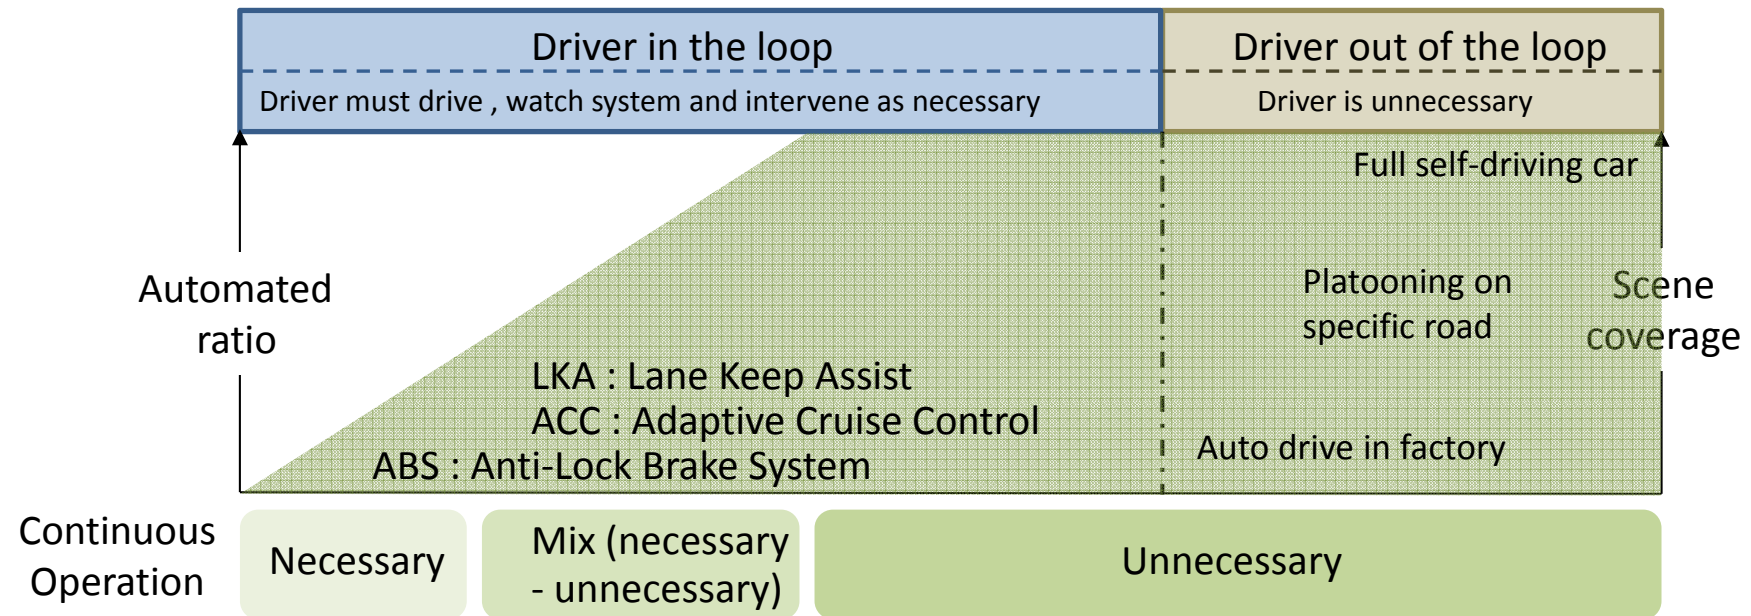 Driver in the loop
Driver out of the loop
Driver must drive , watch system and intervene as necessary
Driver is unnecessary
Full self-driving car
Automated
ratio
Platooning on
specific road
Scene
coverage
LKA : Lane Keep Assist
ACC : Adaptive Cruise Control
ABS : Anti-Lock Brake System
Auto drive in factory
Continuous
Operation
Necessary
Mix (necessary
- unnecessary)
Unnecessary